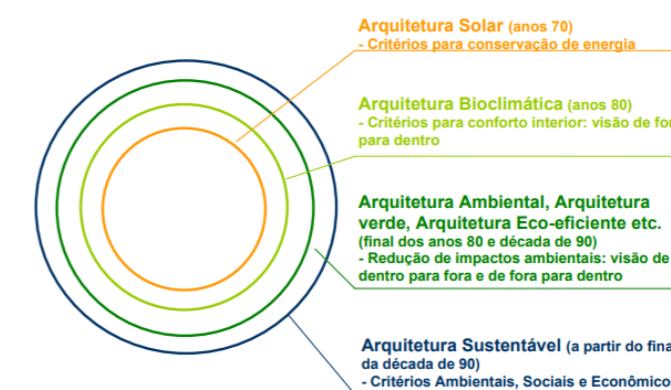 Arquitetura Solar (anos 70)
- Critérios para conservação de energia
Arquitetura Bioclimática (anos 80)
- Critérios para conforto interior: visão de
para dentro
Arquitetura Ambiental, Arquitetura
verde, Arquitetura Eco-eficiente etc.
(final dos anos 80 e década de 90)
- Redução de impactos ambientais: visão de
dentro para fora e de fora para dentro
Arquitetura Sustentável (a partir do
da década de 90)
- Critérios Ambientais, Sociais e